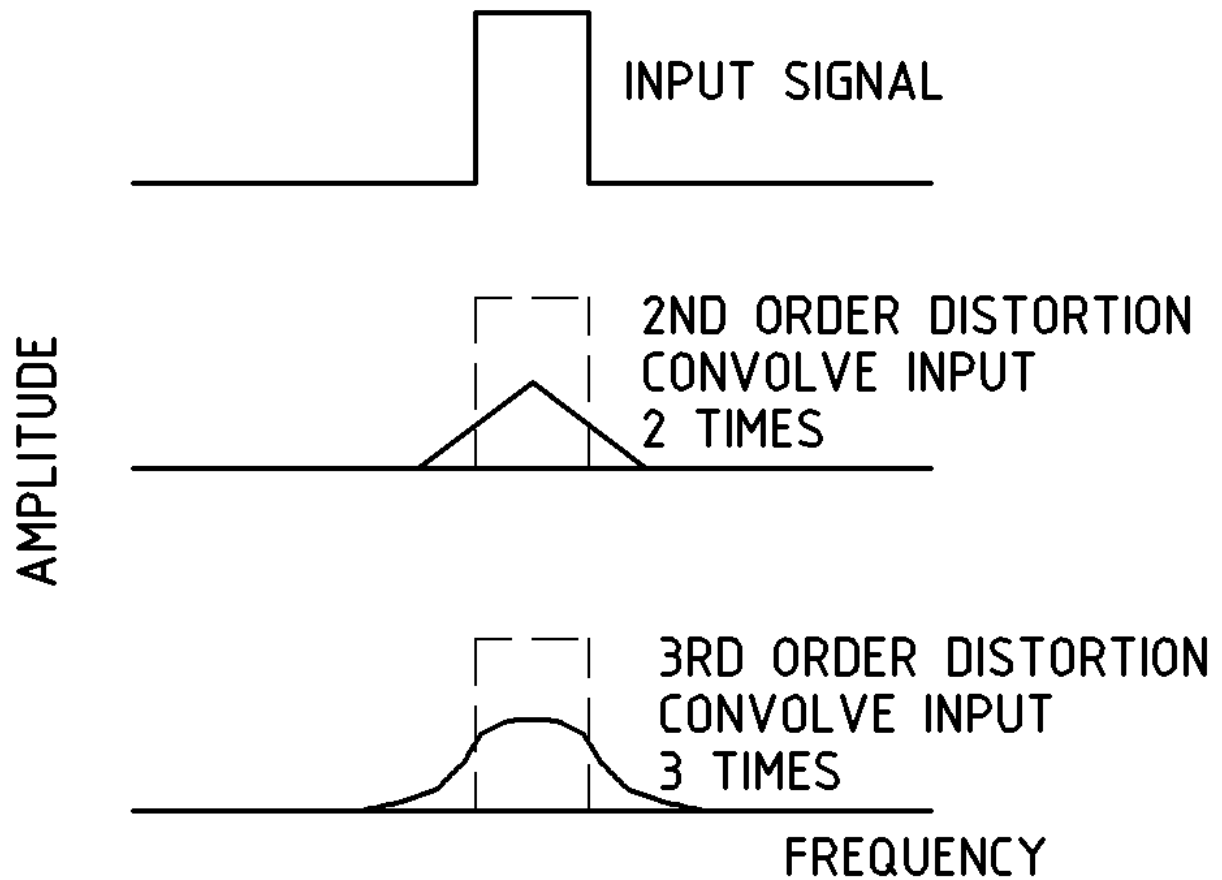 INPUT SIGNAL
AMPLITUDE
2ND ORDER DISTORTION
CONVOLVE INPUT
2 TIMES
3RD ORDER DISTORTION
CONVOLVE INPUT
3 TIMES
FREQUENCY